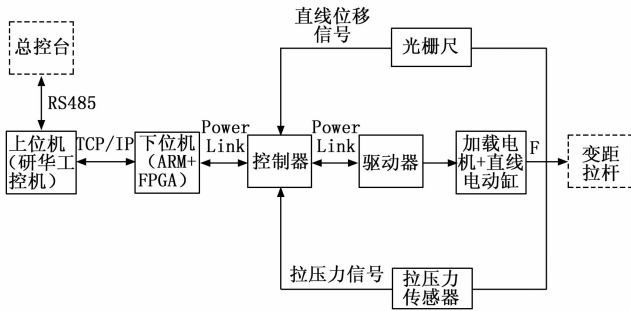 直线位移
信号
光栅尺
总控台
RS485
上位机
(研华工
控机)
TCP/IP
下位机
(ARM+
FPGA)
Power
Link
控制器
Power
Link
驱动器
加载电
机+直线
电动缸
F
变距
拉杆
拉压力信号
拉压力
传感器